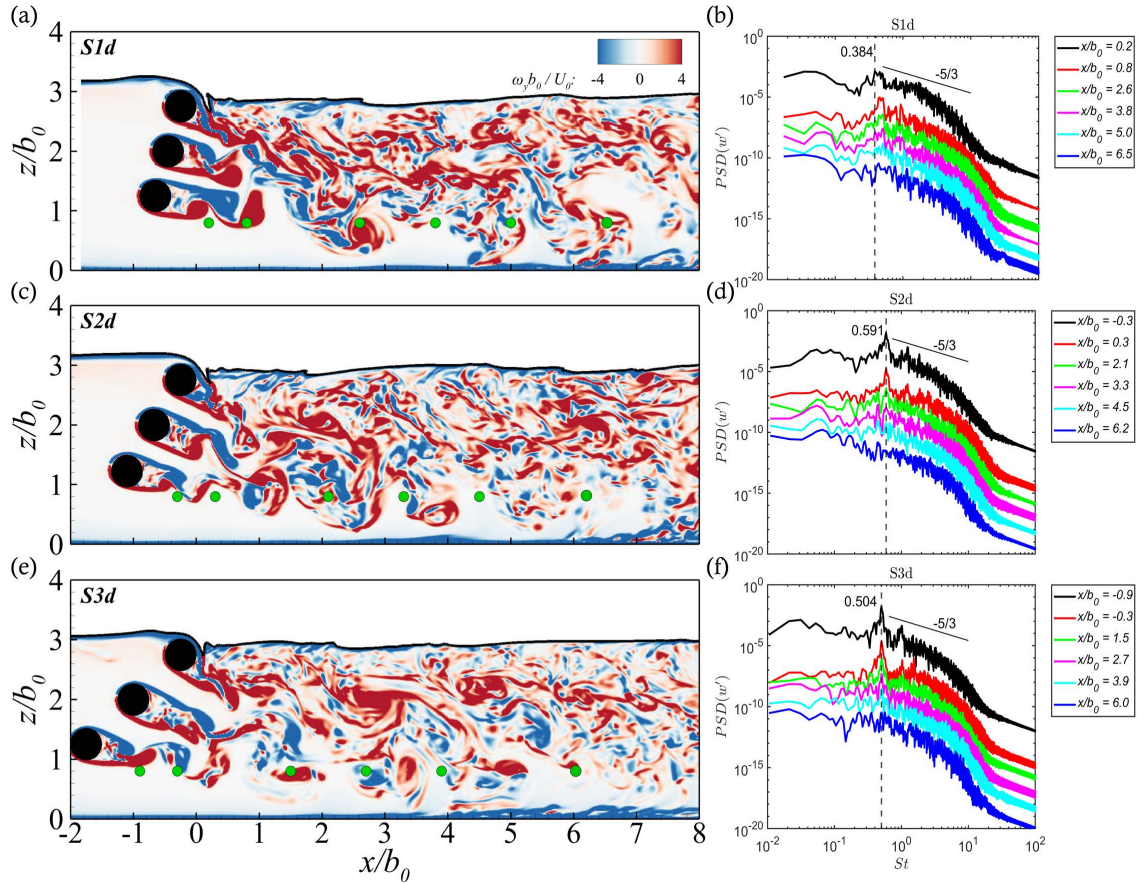 (a)
S1d
ω_y b_0 / U_0: -4 0 4
4
3
2
1
0
z/b_0
(b)
S1d
0.384
-5/3
10^0
10^-5
10^-10
10^-15
10^-20
PSD(w′)
x/b_0 = 0.2
x/b_0 = 0.8
x/b_0 = 2.6
x/b_0 = 3.8
x/b_0 = 5.0
x/b_0 = 6.5
(c)
S2d
4
3
2
1
0
z/b_0
(d)
S2d
0.591
-5/3
10^0
10^-5
10^-10
10^-15
10^-20
PSD(w′)
x/b_0 = -0.3
x/b_0 = 0.3
x/b_0 = 2.1
x/b_0 = 3.3
x/b_0 = 4.5
x/b_0 = 6.2
(e)
S3d
4
3
2
1
0
z/b_0
-2 -1 0 1 2 3 4 5 6 7 8
x/b_0
(f)
S3d
0.504
-5/3
10^0
10^-5
10^-10
10^-15
10^-20
PSD(w′)
10^-2 10^-1 10^0 10^1 10^2
St
x/b_0 = -0.9
x/b_0 = -0.3
x/b_0 = 1.5
x/b_0 = 2.7
x/b_0 = 3.9
x/b_0 = 6.0